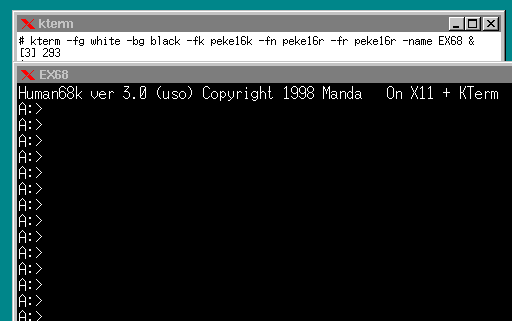 kterm
# kterm -fg white -bg black -fk peke16k -fn peke16r -fr peke16r -name EX68 &
[3] 293
EX68
Human68k ver 3.0 (uso) Copyright 1998 Manda   On X11 + KTerm
A:>
A:>
A:>
A:>
A:>
A:>
A:>
A:>
A:>
A:>
A:>
A:>
A:>
A:>